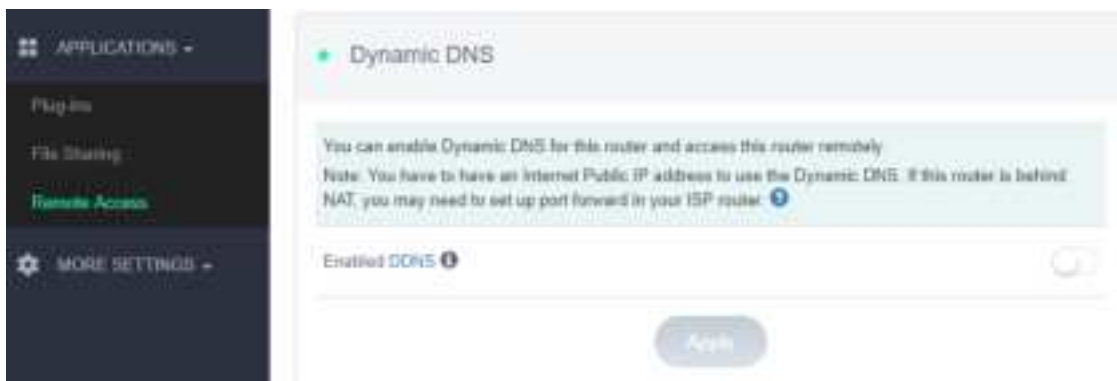 APPLICATIONS
Plug-ins
File Sharing
Remote Access
MORE SETTINGS
Dynamic DNS
You can enable Dynamic DNS for this router and access this router remotely.
Note: You have to have an Internet Public IP address to use the Dynamic DNS. If this router is behind
NAT, you may need to set up port forward in your ISP router.
Enabled DDNS
Apply